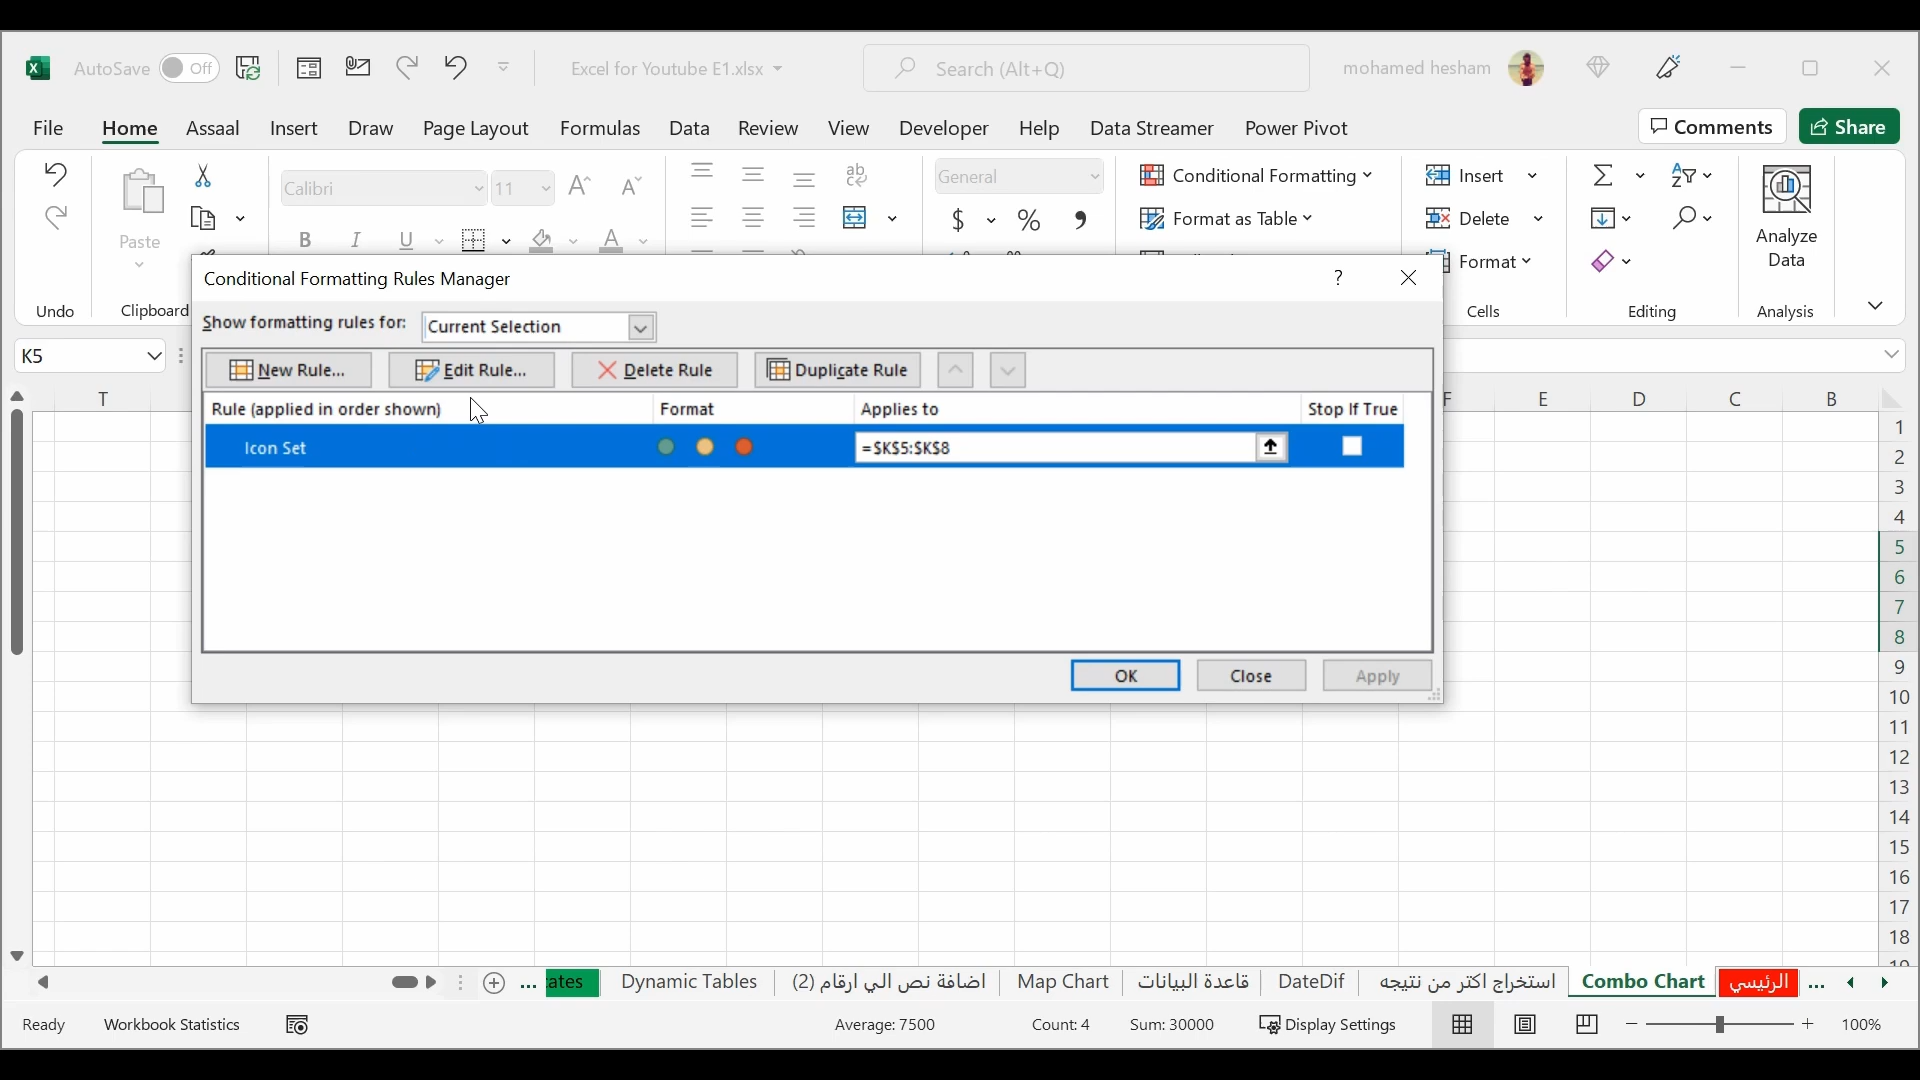 AutoSave Off Excel for Youtube E1.xlsx Search (Alt+Q) mohamed hesham
File Home Assaal Insert Draw Page Layout Formulas Data Review View Developer Help Data Streamer Power Pivot Comments Share
Calibri 11 General Conditional Formatting Insert
Paste B I U $ % Format as Table Delete
Format
Analyze
Data
Undo Clipboard Cells Editing Analysis
Conditional Formatting Rules Manager ?
Show formatting rules for: Current Selection
K5
New Rule... Edit Rule... Delete Rule Duplicate Rule
Rule (applied in order shown) Format Applies to Stop If True
Icon Set =$K$5:$K$8
OK Close Apply
T F E D C B
1
2
3
4
5
6
7
8
9
10
11
12
13
14
15
16
17
18
... Dynamic Tables اضافة نص الي ارقام (2) Map Chart قاعدة البيانات DateDif استخراج اكتر من نتيجه Combo Chart الرئيسي ...
Ready Workbook Statistics Average: 7500 Count: 4 Sum: 30000 Display Settings 100%